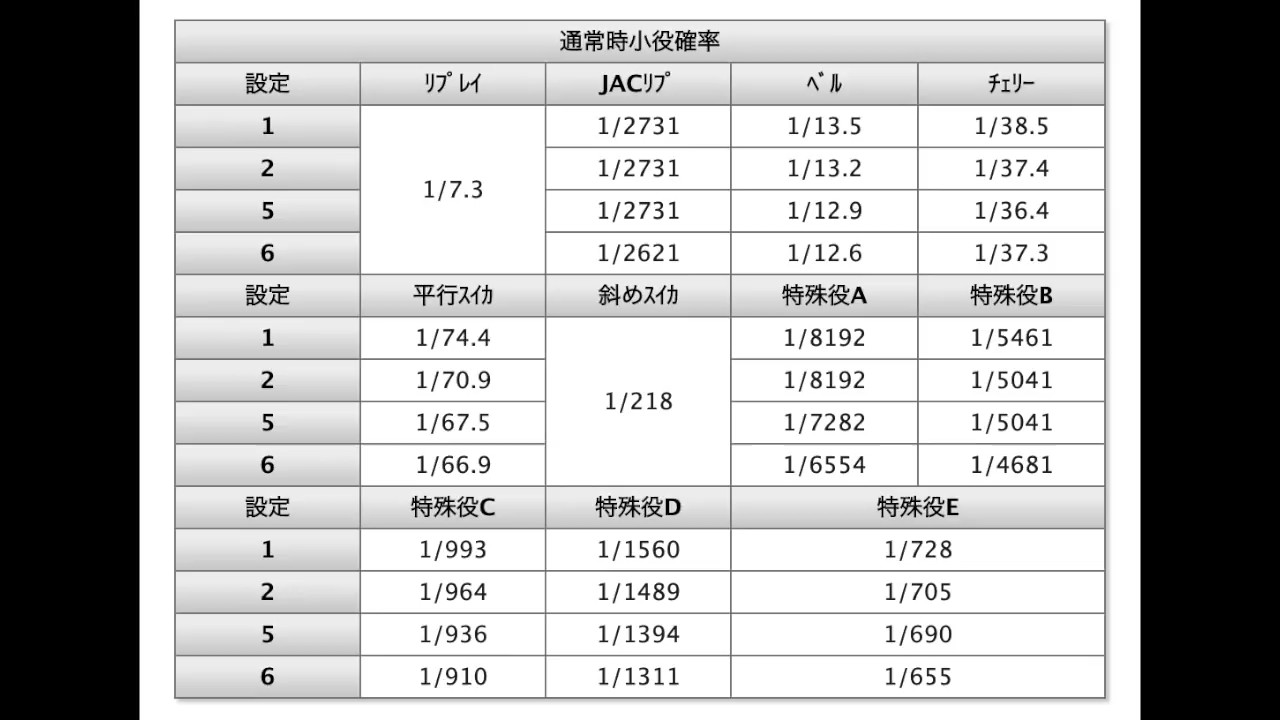 通常時小役確率
設定 ﾘﾌﾟﾚｲ JACﾘﾌﾟ ﾍﾞﾙ ﾁｪﾘｰ
1 1/7.3 1/2731 1/13.5 1/38.5
2 1/2731 1/13.2 1/37.4
5 1/2731 1/12.9 1/36.4
6 1/2621 1/12.6 1/37.3
設定 平行ｽｲｶ 斜めｽｲｶ 特殊役A 特殊役B
1 1/74.4 1/218 1/8192 1/5461
2 1/70.9 1/8192 1/5041
5 1/67.5 1/7282 1/5041
6 1/66.9 1/6554 1/4681
設定 特殊役C 特殊役D 特殊役E
1 1/993 1/1560 1/728
2 1/964 1/1489 1/705
5 1/936 1/1394 1/690
6 1/910 1/1311 1/655